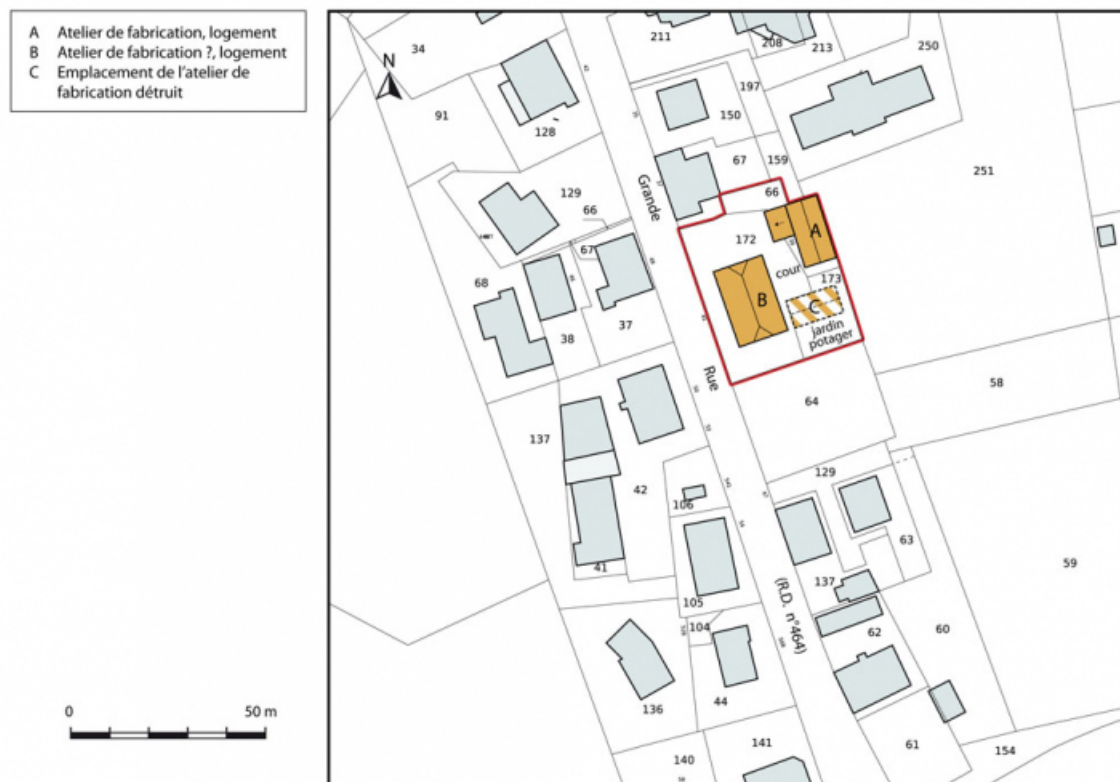 A Atelier de fabrication, logement
B Atelier de fabrication ?, logement
C Emplacement de l'atelier de
fabrication détruit
N
34
211
208
213
250
91
128
150
197
129
67
159
251
66
66
Grande
172
A
67
cour
68
173
B
C
38
37
jardin
potager
Rue
58
64
137
42
129
106
63
59
41
137
105
(R.D. n°464)
104
62
60
136
44
61
141
154
140
0 50 m